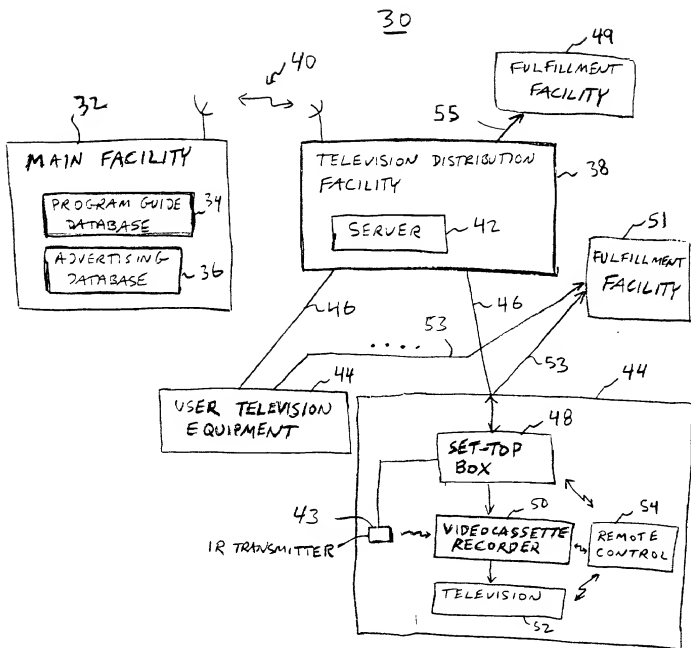 30
40
49
FULFILLMENT
FACILITY
32
55
MAIN FACILITY
PROGRAM GUIDE
DATABASE
34
ADVERTISING
DATABASE
36
TELEVISION DISTRIBUTION
FACILITY
38
SERVER
42
51
FULFILLMENT
FACILITY
46
46
53
....
53
44
44
USER TELEVISION
EQUIPMENT
48
SET-TOP
BOX
43
IR TRANSMITTER
50
VIDEOCASSETTE
RECORDER
54
REMOTE
CONTROL
TELEVISION
52